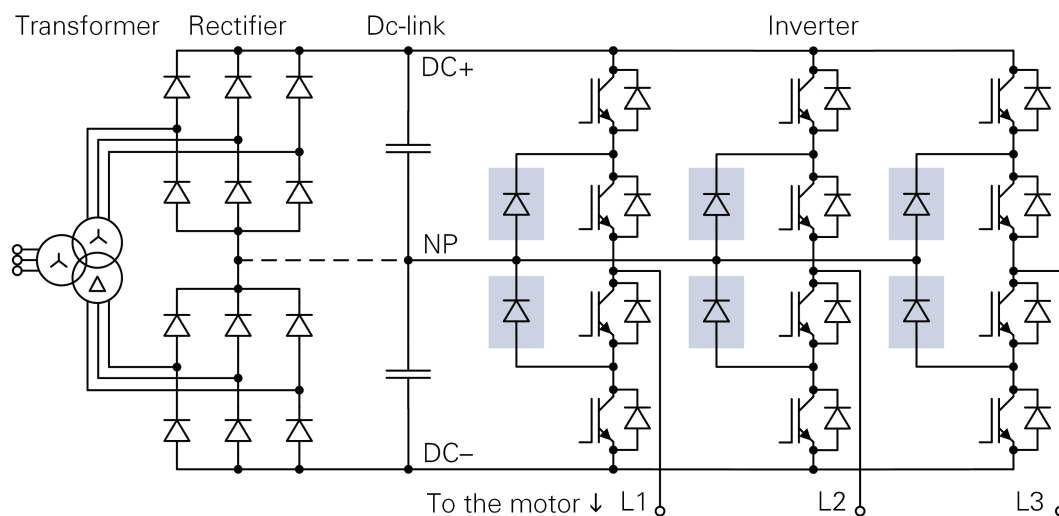 Transformer Rectifier Dc-link Inverter
DC+
NP
DC–
To the motor ↓ L1 L2 L3